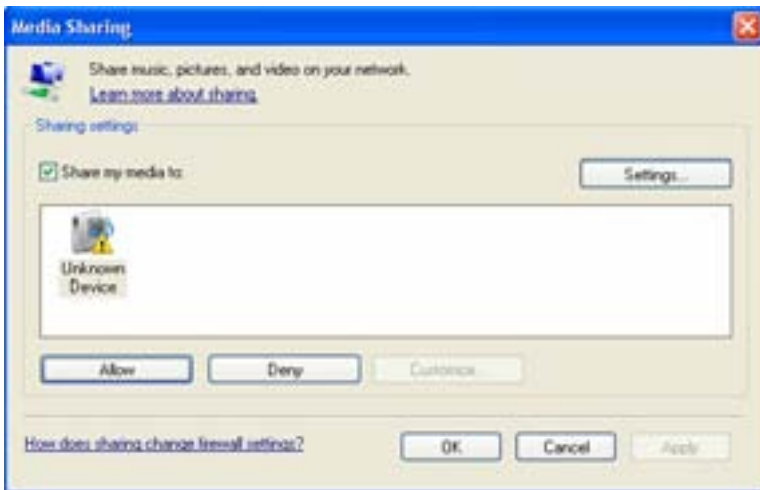 Media Sharing
Share music, pictures, and video on your network.
Learn more about sharing.
Sharing settings
Share my media to:
Settings...
Unknown
Device
Allow
Deny
Customize...
How does sharing change firewall settings?
OK
Cancel
Apply